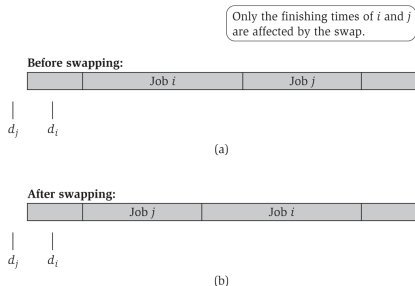 Only the finishing times of i and j
are affected by the swap.
Before swapping:
Job i Job j
d_j d_i
(a)
After swapping:
Job j Job i
d_j d_i
(b)